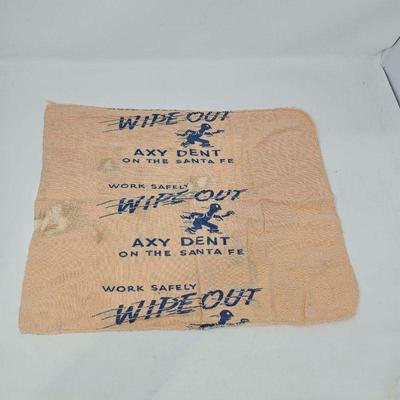 WIPE OUT
AXY DENT
ON THE SANTA FE
WORK SAFELY
WIPE OUT
AXY DENT
ON THE SANTA FE
WORK SAFELY
WIPE OUT